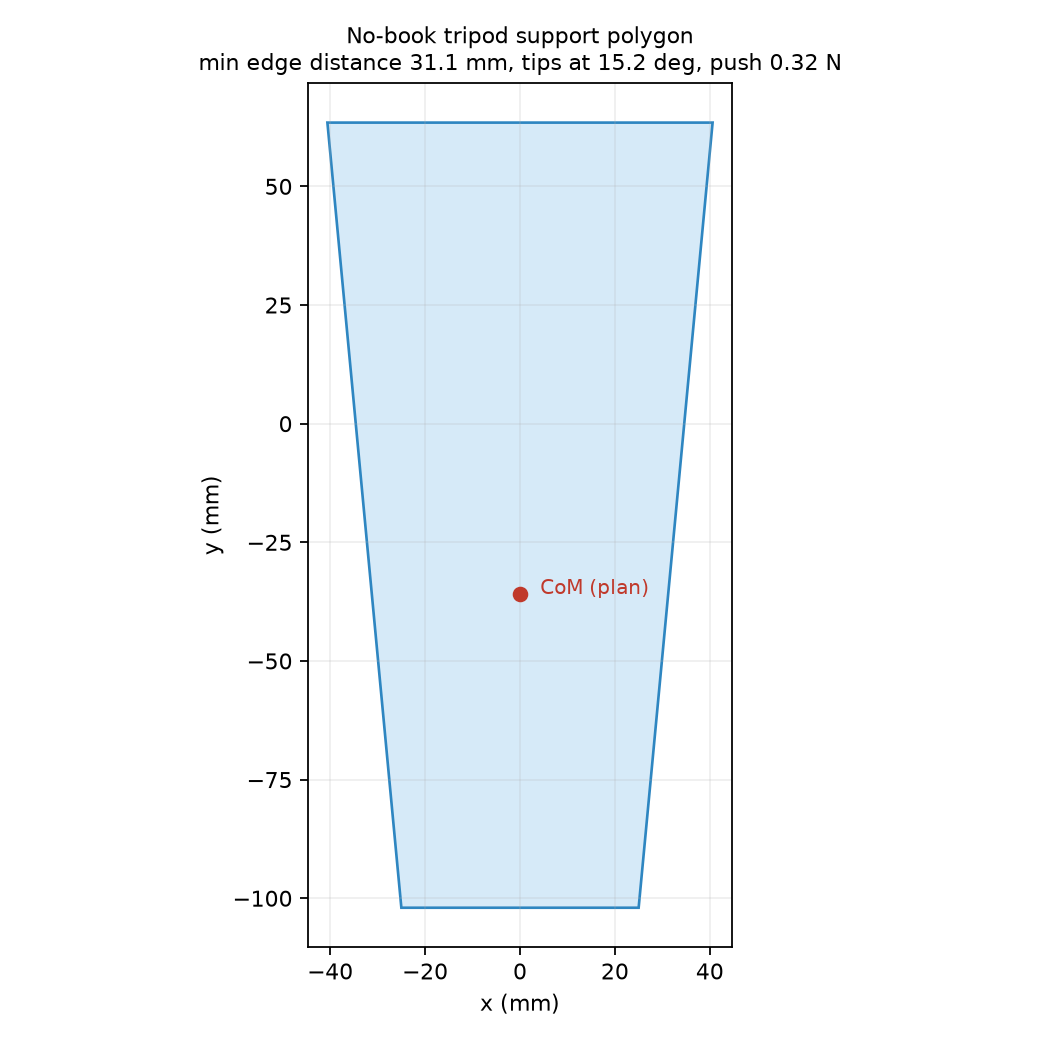 No-book tripod support polygon
min edge distance 31.1 mm, tips at 15.2 deg, push 0.32 N
50
25
0
−25
−50
−75
−100
y (mm)
CoM (plan)
−40 −20 0 20 40
x (mm)